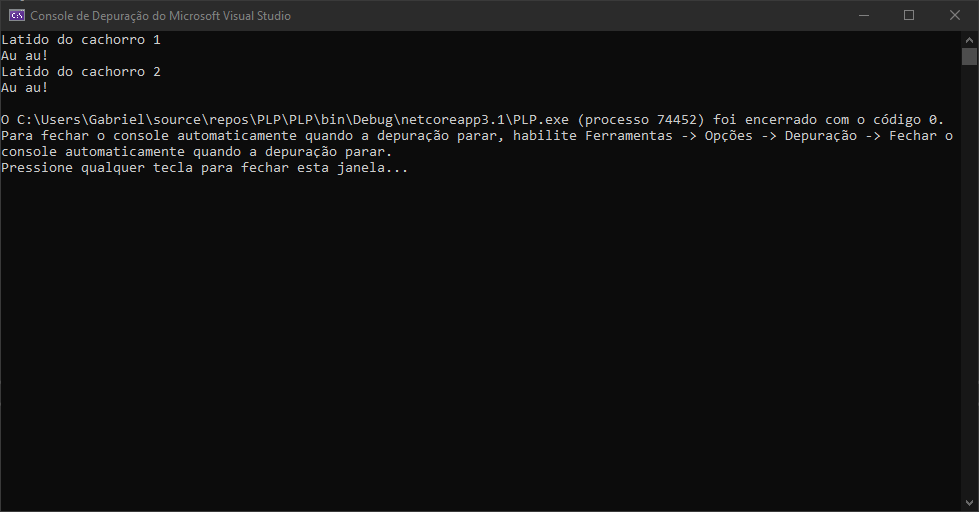 Console de Depuração do Microsoft Visual Studio
Latido do cachorro 1
Au au!
Latido do cachorro 2
Au au!
O C:\Users\Gabriel\source\repos\PLP\PLP\bin\Debug\netcoreapp3.1\PLP.exe (processo 74452) foi encerrado com o código 0.
Para fechar o console automaticamente quando a depuração parar, habilite Ferramentas -> Opções -> Depuração -> Fechar o
console automaticamente quando a depuração parar.
Pressione qualquer tecla para fechar esta janela...